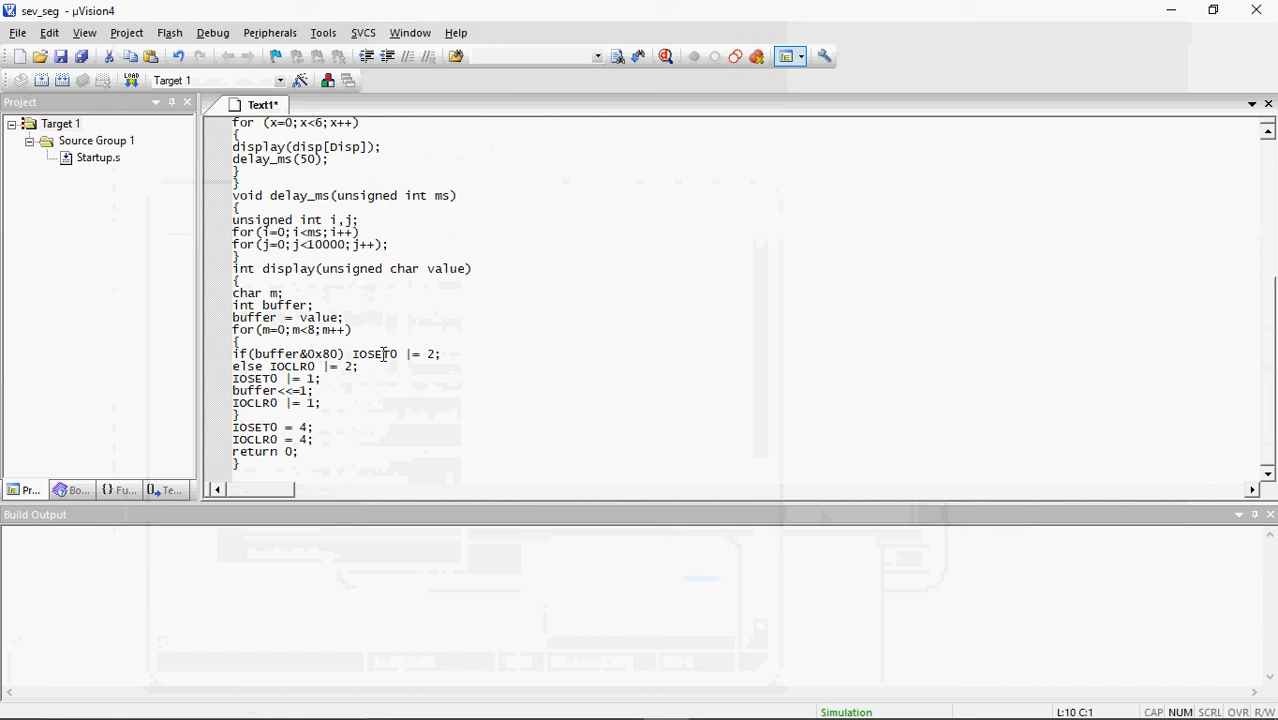 sev_seg - µVision4
File Edit View Project Flash Debug Peripherals Tools SVCS Window Help
LOAD Target 1
Project
Text1*
Target 1
Source Group 1
Startup.s
for (x=0;x<6;x++)
{
display(disp[Disp]);
delay_ms(50);
}
}
void delay_ms(unsigned int ms)
{
unsigned int i,j;
for(i=0;i<ms;i++)
for(j=0;j<10000;j++);
}
int display(unsigned char value)
{
char m;
int buffer;
buffer = value;
for(m=0;m<8;m++)
{
if(buffer&0x80) IOSET0 |= 2;
else IOCLR0 |= 2;
IOSET0 |= 1;
buffer<<=1;
IOCLR0 |= 1;
}
IOSET0 = 4;
IOCLR0 = 4;
return 0;
}
Pr... Bo... {} Fu... Te...
Build Output
Simulation L:10 C:1 CAP NUM SCRL OVR R/W